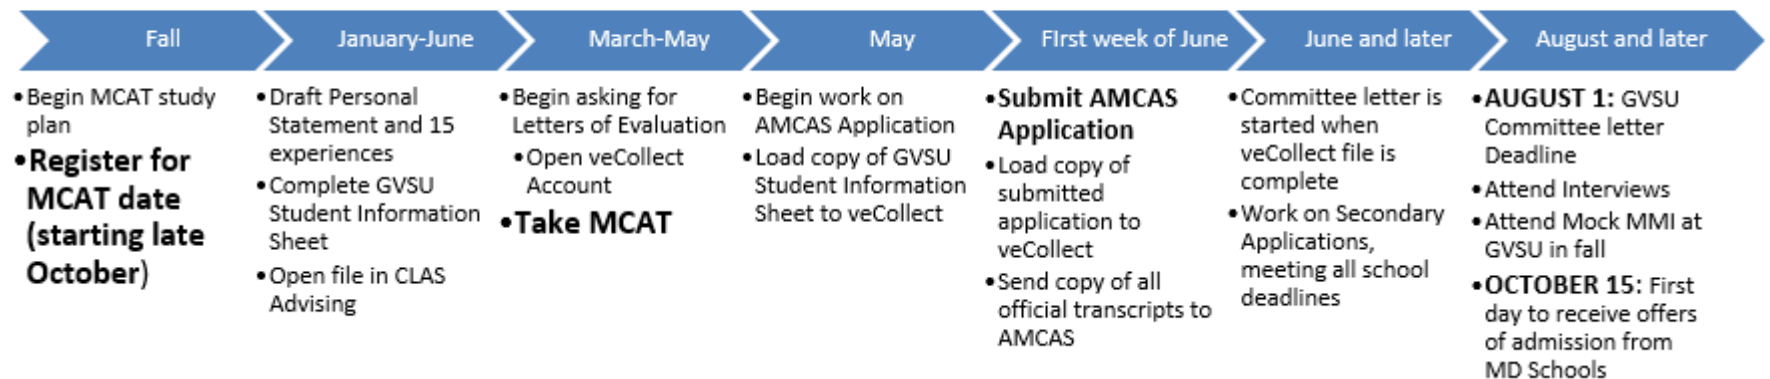 Fall
• Begin MCAT study
plan
• Register for
MCAT date
(starting late
October)
January-June
• Draft Personal
Statement and 15
experiences
• Complete GVSU
Student Information
Sheet
• Open file in CLAS
Advising
March-May
• Begin asking for
Letters of Evaluation
• Open veCollect
Account
• Take MCAT
May
• Begin work on
AMCAS Application
• Load copy of GVSU
Student Information
Sheet to veCollect
FIrst week of June
• Submit AMCAS
Application
• Load copy of
submitted
application to
veCollect
• Send copy of all
official transcripts to
AMCAS
June and later
• Committee letter is
started when
veCollect file is
complete
• Work on Secondary
Applications,
meeting all school
deadlines
August and later
• AUGUST 1: GVSU
Committee letter
Deadline
• Attend Interviews
• Attend Mock MMI at
GVSU in fall
• OCTOBER 15: First
day to receive offers
of admission from
MD Schools